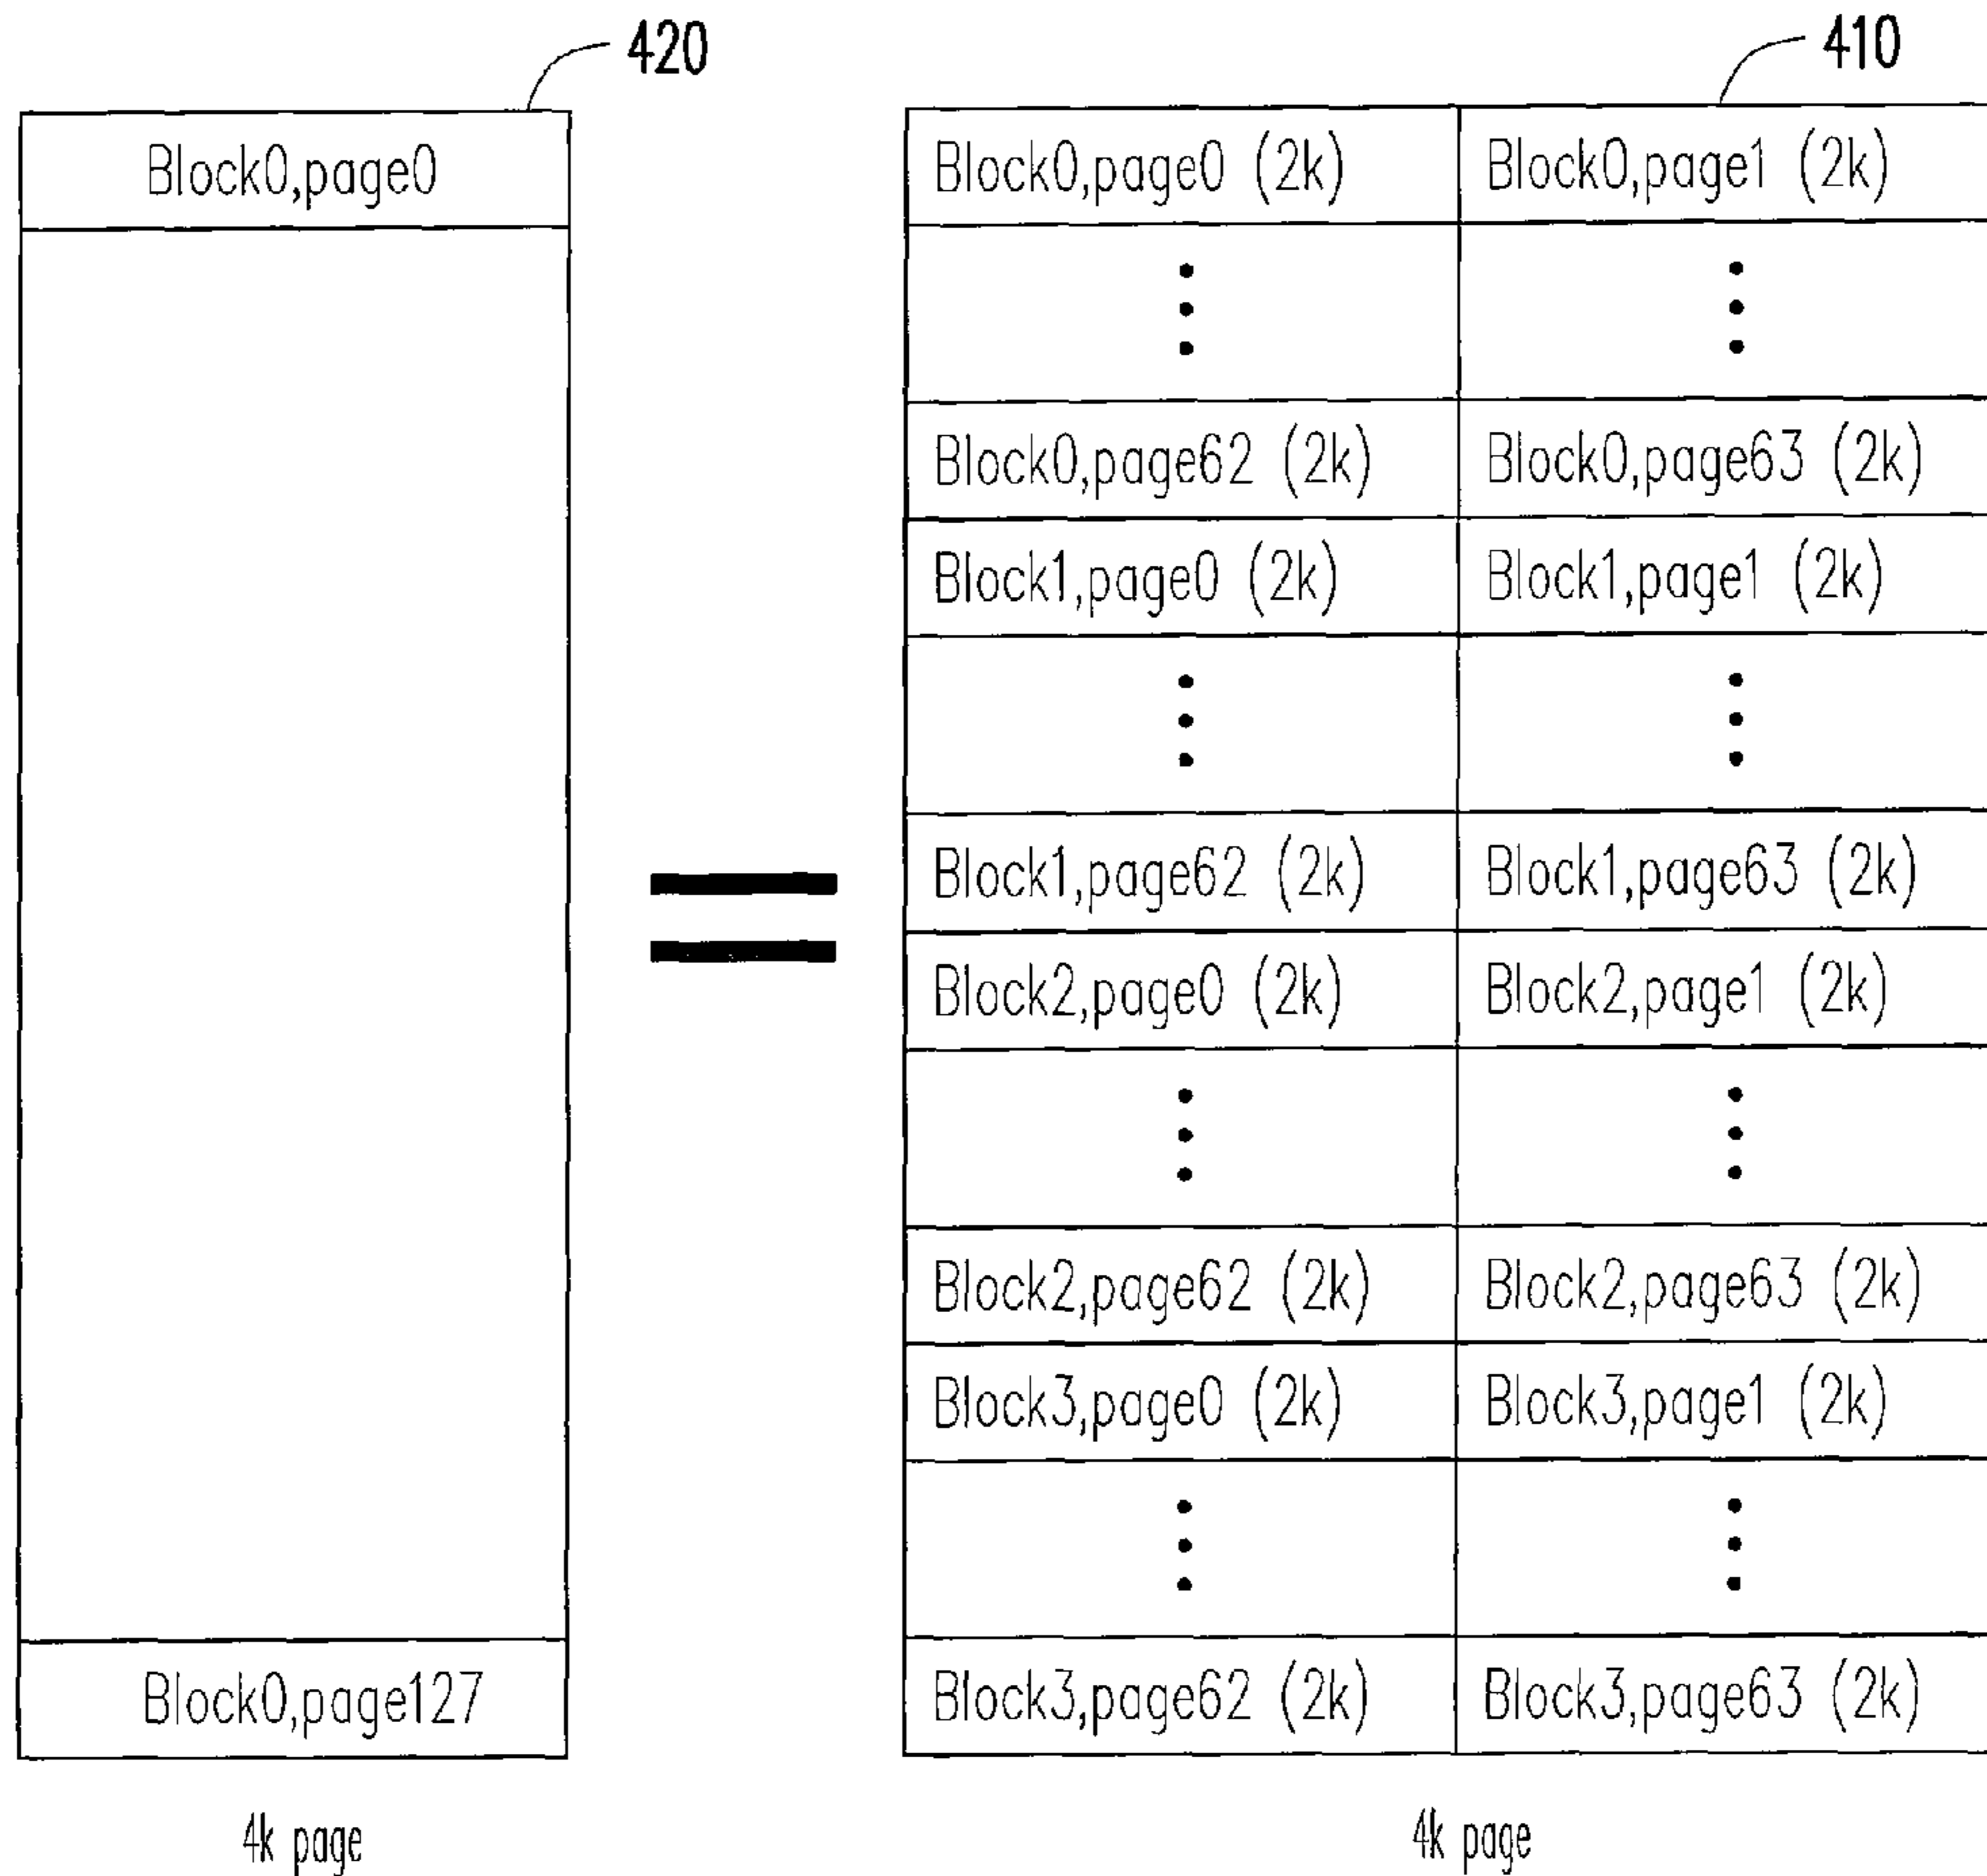 420
410
Block0,page0
Block0,page0 (2k) Block0,page1 (2k)
Block0,page62 (2k) Block0,page63 (2k)
Block1,page0 (2k) Block1,page1 (2k)
Block1,page62 (2k) Block1,page63 (2k)
Block2,page0 (2k) Block2,page1 (2k)
Block2,page62 (2k) Block2,page63 (2k)
Block3,page0 (2k) Block3,page1 (2k)
Block3,page62 (2k) Block3,page63 (2k)
Block0,page127
4k page
4k page